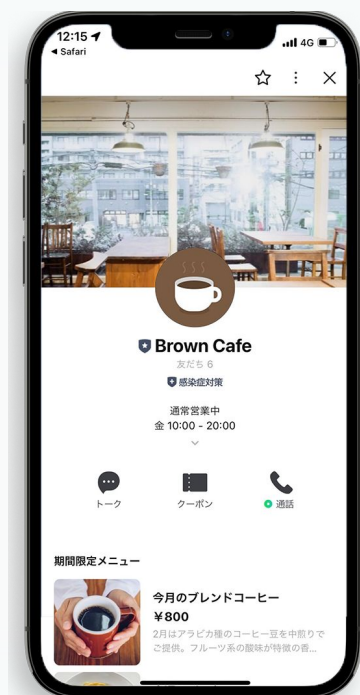 12:15
4G
◀ Safari
Brown Cafe
友だち 6
感染症対策
通常営業中
金 10:00 - 20:00
トーク
クーポン
通話
期間限定メニュー
今月のブレンドコーヒー
¥800
2月はアラビカ種のコーヒー豆を中煎りで
ご提供。フルーツ系の酸味が特徴の香...